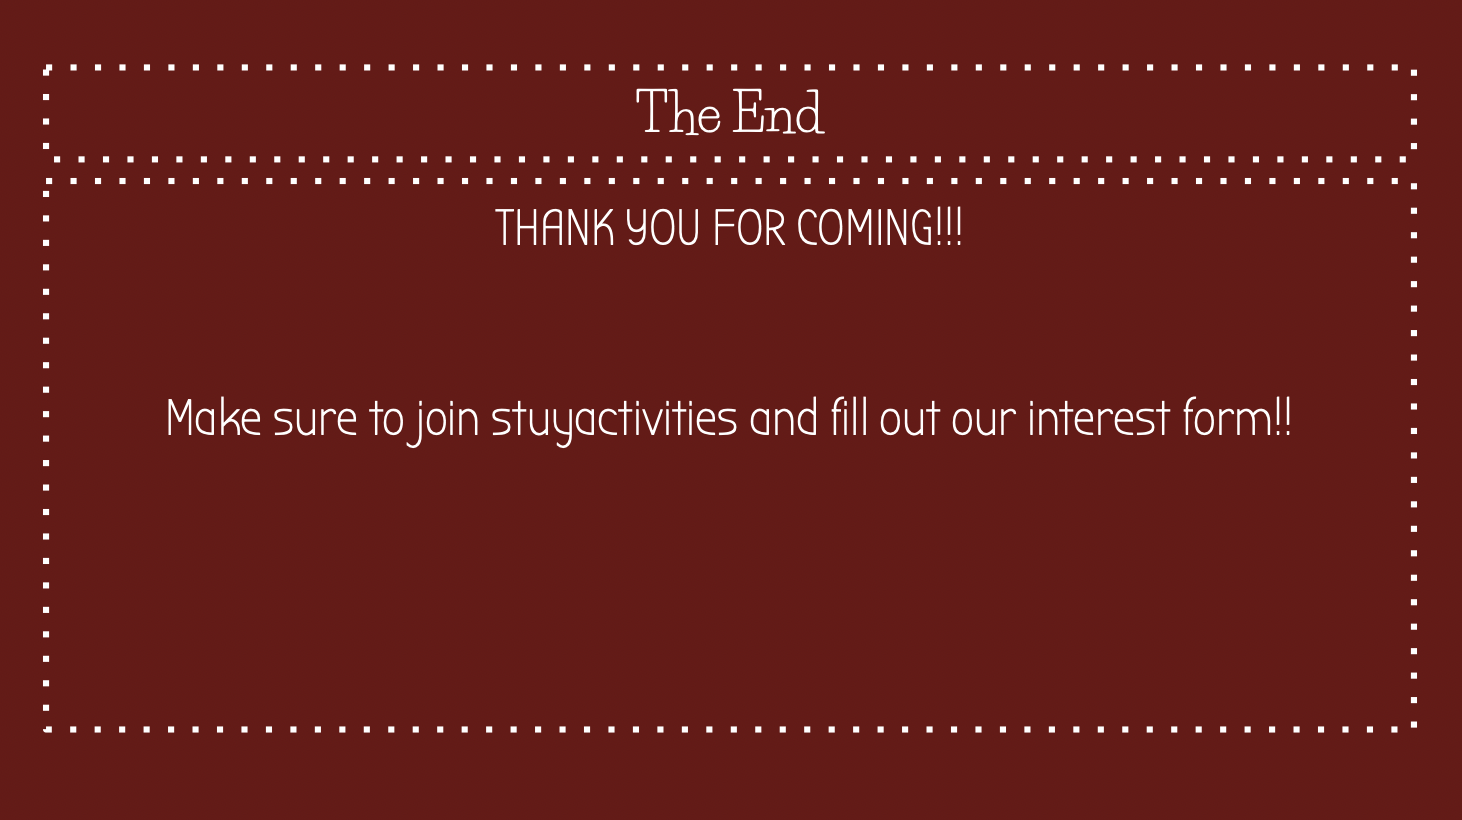 The End
THANK YOU FOR COMING!!!
Make sure to join stuyactivities and fill out our interest form!!